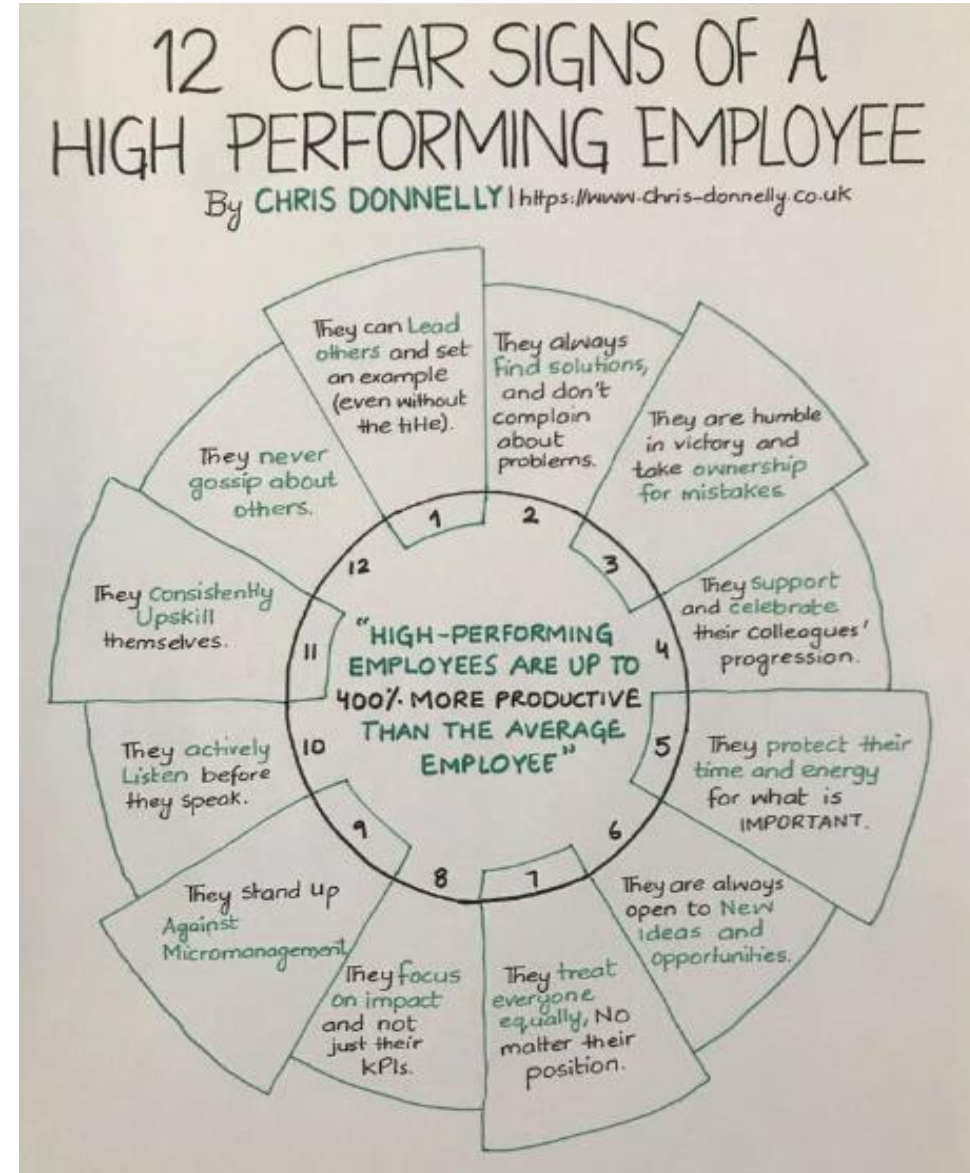 12 CLEAR SIGNS OF A
HIGH PERFORMING EMPLOYEE
By CHRIS DONNELLY | https://www.chris-donnelly.co.uk
They can Lead
others and set
an example
(even without
the title).
1
They always
find solutions,
and don't
complain
about
problems.
2
They are humble
in victory and
take ownership
for mistakes
3
They support
and celebrate
their colleagues'
progression.
4
They protect their
time and energy
for what is
IMPORTANT.
5
They are always
open to New
ideas and
opportunities.
6
They treat
everyone
equally, No
matter their
position.
7
They focus
on impact
and not
just their
KPIs.
8
They stand up
Against
Micromanagement
9
They actively
Listen before
they speak.
10
They Consistently
Upskill
themselves.
11
They never
gossip about
others.
12
"HIGH-PERFORMING
EMPLOYEES ARE UP TO
400% MORE PRODUCTIVE
THAN THE AVERAGE
EMPLOYEE"